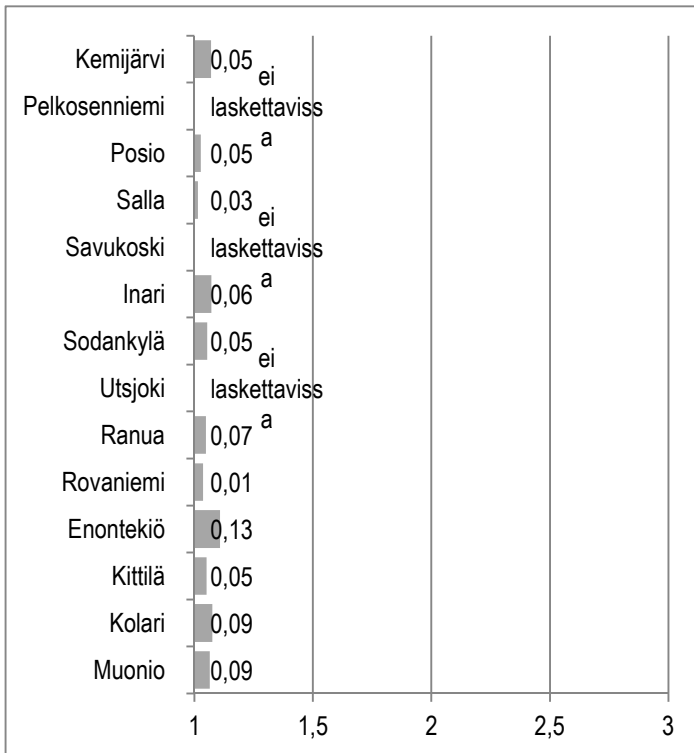 Kemijärvi 0,05
Pelkosenniemi ei
laskettaviss
a
Posio 0,05
Salla 0,03
Savukoski ei
laskettaviss
a
Inari 0,06
Sodankylä 0,05
Utsjoki ei
laskettaviss
a
Ranua 0,07
Rovaniemi 0,01
Enontekiö 0,13
Kittilä 0,05
Kolari 0,09
Muonio 0,09
1 1,5 2 2,5 3